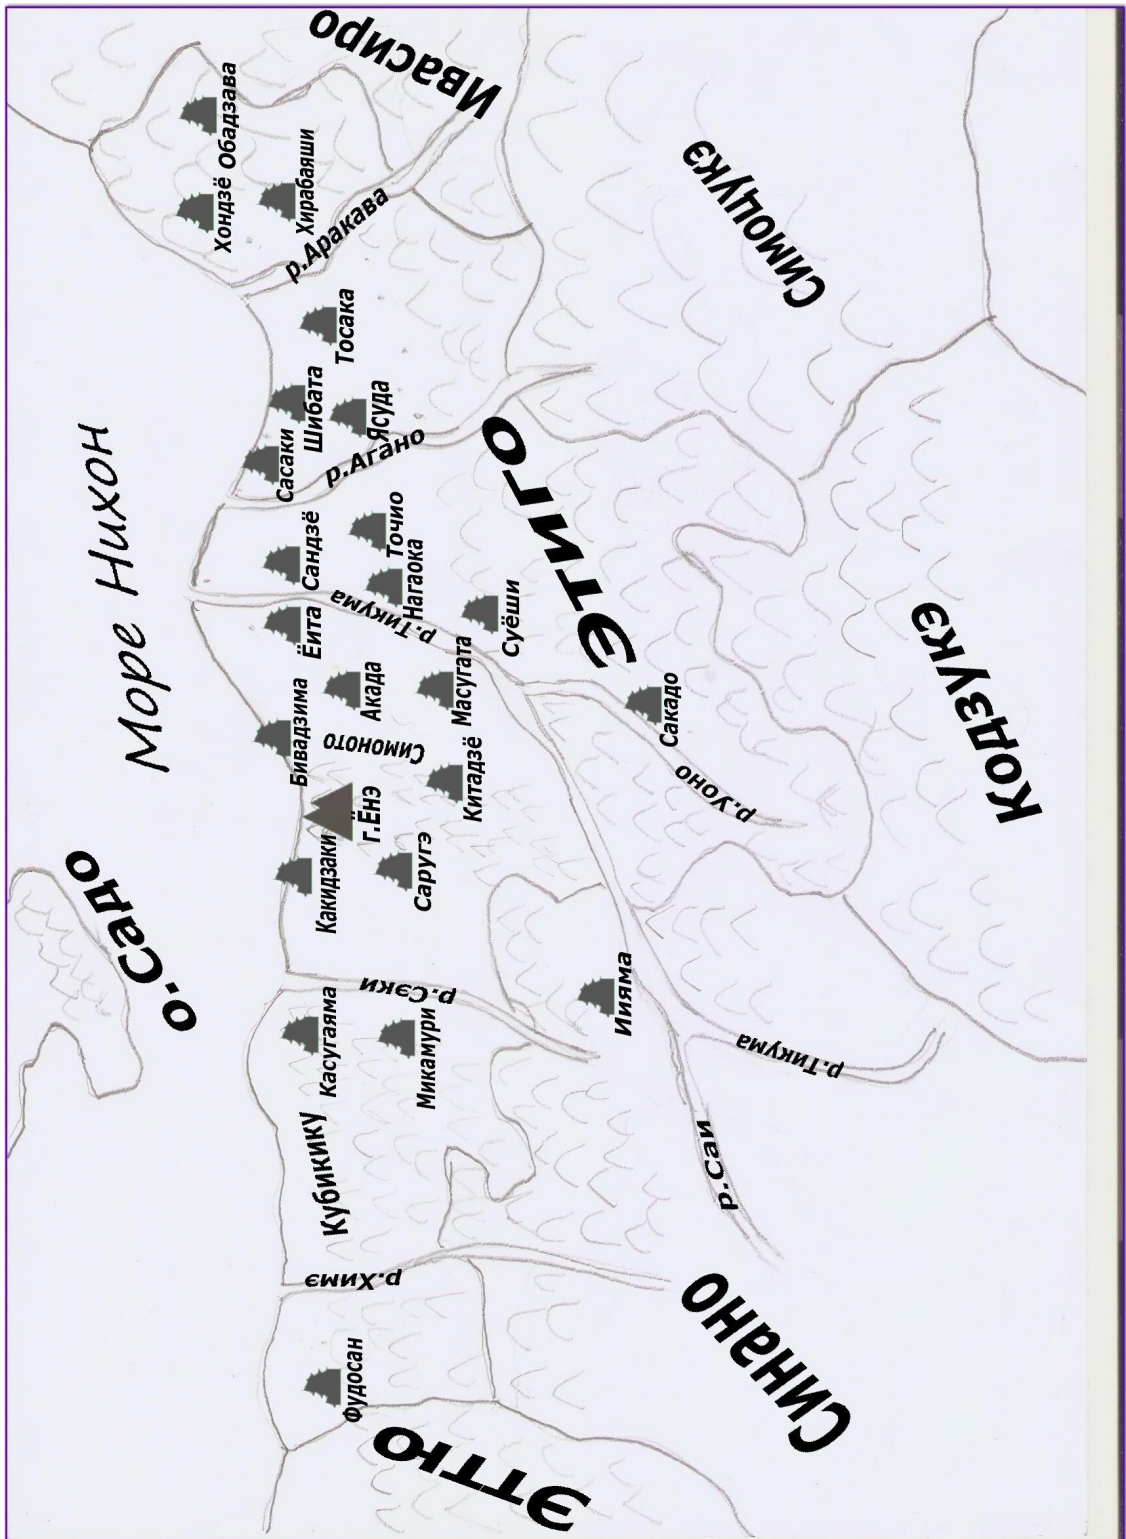 Море Нихон
о.Садо
Эттю
Фудосан
р.Химэ
Кубикику
Касугаяма
Микамури
р.Сэки
Какидзаки
г.Ёнэ
Саругэ
Бивадзима
Симоното
Акада
Китадзё
Масугата
Ёита
Сандзё
р.Тикума
Нагаока
Точио
Суёши
Сасаки
Шибата
Ясуда
р.Агано
Тосака
р.Аракава
Хондзё
Обадзава
Хирабаяши
Ивасиро
Этиго
Сакадо
р.Уоно
Иияма
р.Тикума
р.Саи
Синано
Кодзукэ
Симоцукэ